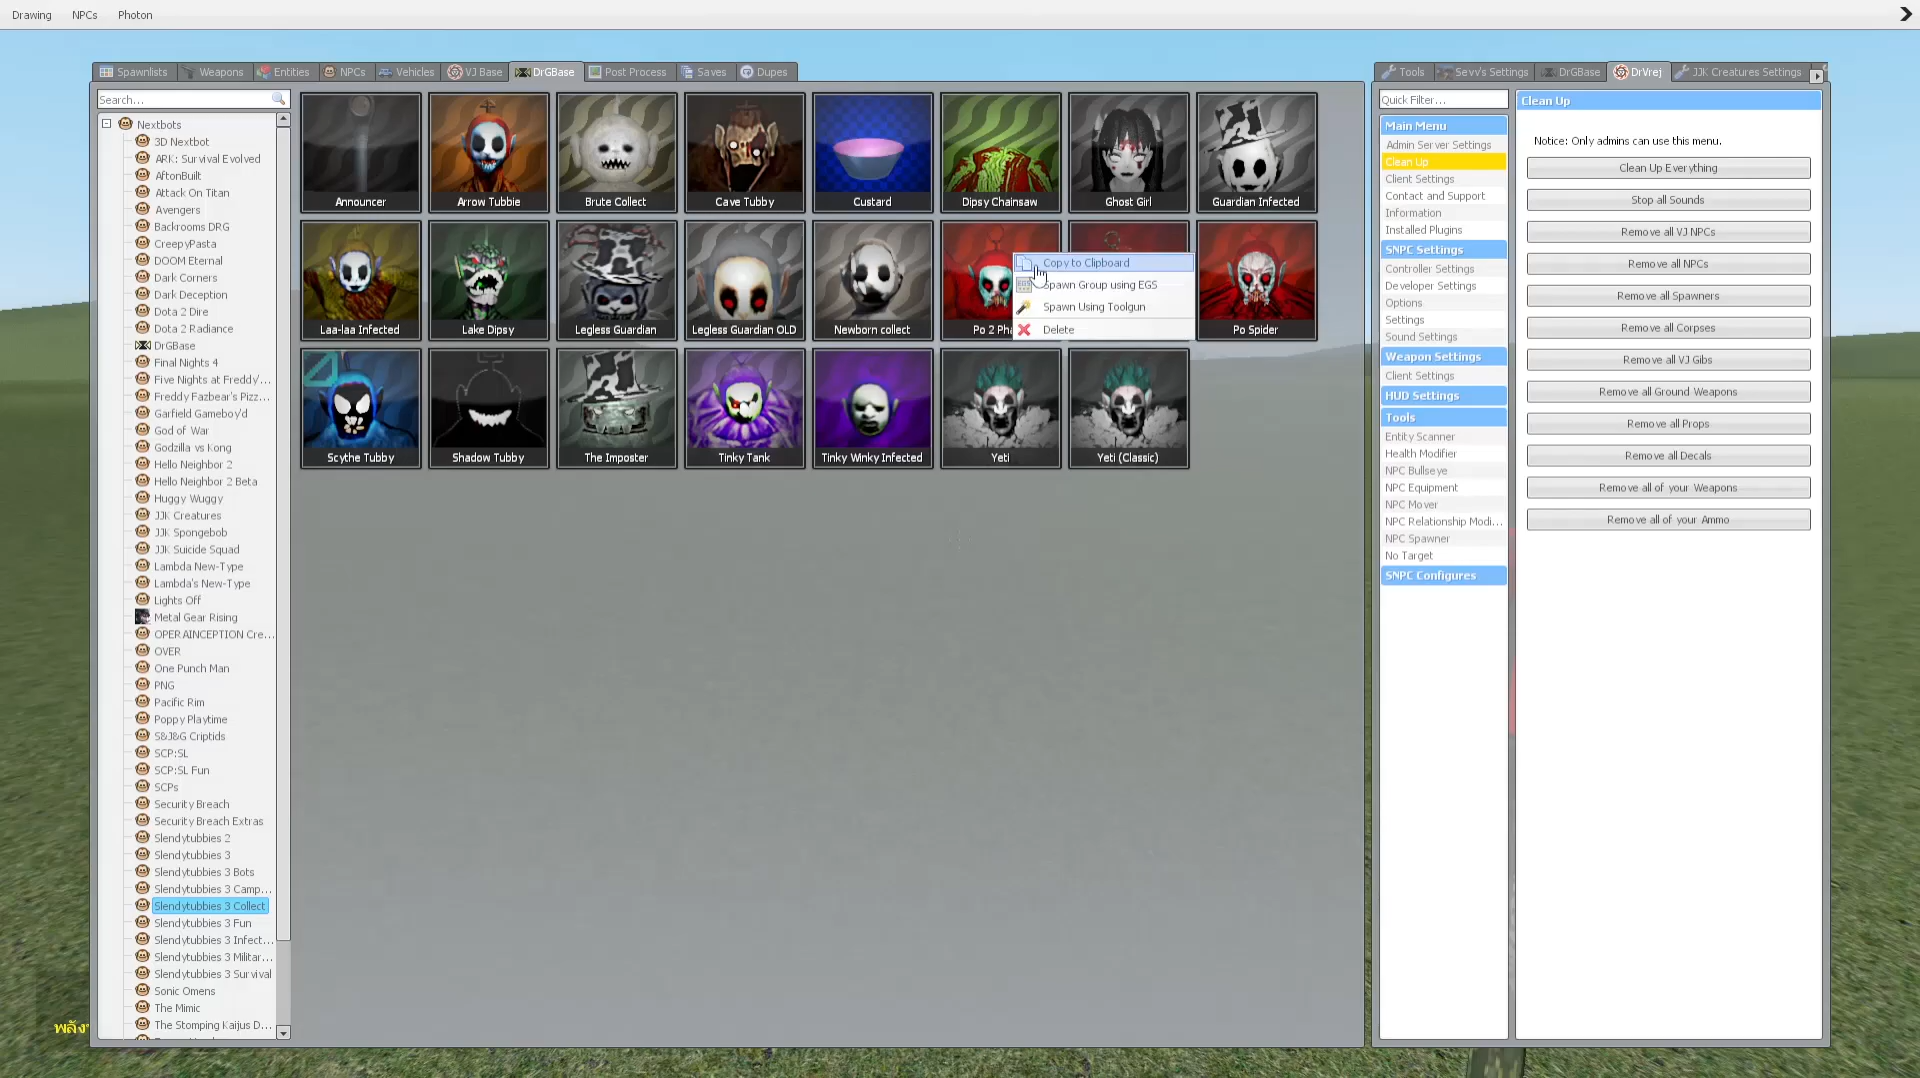 Drawing NPCs Photon
Spawnlists Weapons Entities NPCs Vehicles VJ Base DrGBase Post Process Saves Dupes
Search...
Nextbots
3D Nextbot
ARK: Survival Evolved
AftonBuilt
Attack On Titan
Avengers
Backrooms DRG
CreepyPasta
DOOM Eternal
Dark Corners
Dark Deception
Dota 2 Dire
Dota 2 Radiance
DrGBase
Final Nights 4
Five Nights at Freddy'...
Freddy Fazbear's Pizz...
Garfield Gameboy'd
God of War
Godzilla vs Kong
Hello Neighbor 2
Hello Neighbor 2 Beta
Huggy Wuggy
JJK Creatures
JJK Spongebob
JJK Suicide Squad
Lambda New-Type
Lambda's New-Type
Lights Off
Metal Gear Rising
OPERAINCEPTION Cre...
OVER
One Punch Man
PNG
Pacific Rim
Poppy Playtime
S&J&G Criptids
SCP:SL
SCP:SL Fun
SCPs
Security Breach
Security Breach Extras
Slendytubbies 2
Slendytubbies 3
Slendytubbies 3 Bots
Slendytubbies 3 Camp...
Slendytubbies 3 Collect
Slendytubbies 3 Fun
Slendytubbies 3 Infect...
Slendytubbies 3 Militar...
Slendytubbies 3 Survival
Sonic Omens
The Mimic
The Stomping Kaijus D...
Announcer
Arrow Tubbie
Brute Collect
Cave Tubby
Custard
Dipsy Chainsaw
Ghost Girl
Guardian Infected
Laa-laa Infected
Lake Dipsy
Legless Guardian
Legless Guardian OLD
Newborn collect
Po 2 Ph
Po Spider
Copy to Clipboard
Spawn Group using EGS
Spawn Using Toolgun
Delete
Scythe Tubby
Shadow Tubby
The Imposter
Tinky Tank
Tinky Winky Infected
Yeti
Yeti (Classic)
Tools Sevv's Settings DrGBase DrVrej JJK Creatures Settings
Quick Filter...
Main Menu
Admin Server Settings
Clean Up
Client Settings
Contact and Support
Information
Installed Plugins
SNPC Settings
Controller Settings
Developer Settings
Options
Settings
Sound Settings
Weapon Settings
Client Settings
HUD Settings
Tools
Entity Scanner
Health Modifier
NPC Bullseye
NPC Equipment
NPC Mover
NPC Relationship Modi...
NPC Spawner
No Target
SNPC Configures
Clean Up
Notice: Only admins can use this menu.
Clean Up Everything
Stop all Sounds
Remove all VJ NPCs
Remove all NPCs
Remove all Spawners
Remove all Corpses
Remove all VJ Gibs
Remove all Ground Weapons
Remove all Props
Remove all Decals
Remove all of your Weapons
Remove all of your Ammo
พลัง